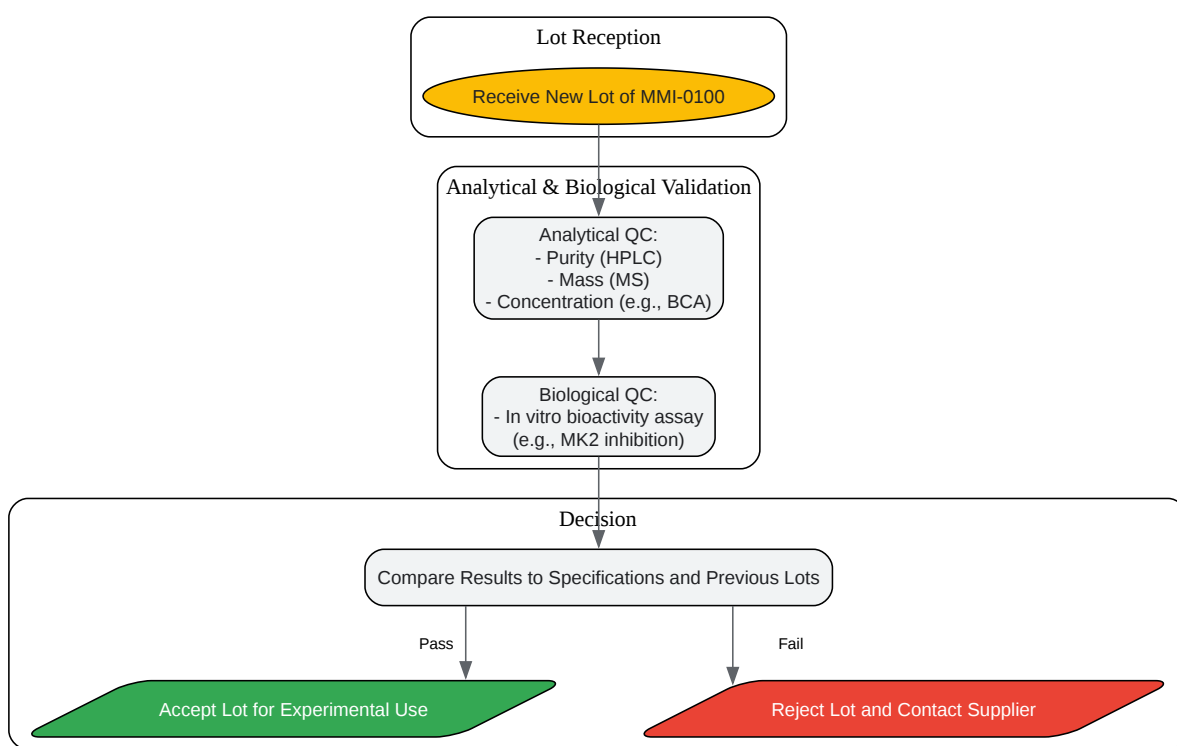 Lot Reception
Receive New Lot of MMI-0100
Analytical & Biological Validation
Analytical QC:
- Purity (HPLC)
- Mass (MS)
- Concentration (e.g., BCA)
Biological QC:
- In vitro bioactivity assay
(e.g., MK2 inhibition)
Decision
Compare Results to Specifications and Previous Lots
Pass
Fail
Accept Lot for Experimental Use
Reject Lot and Contact Supplier